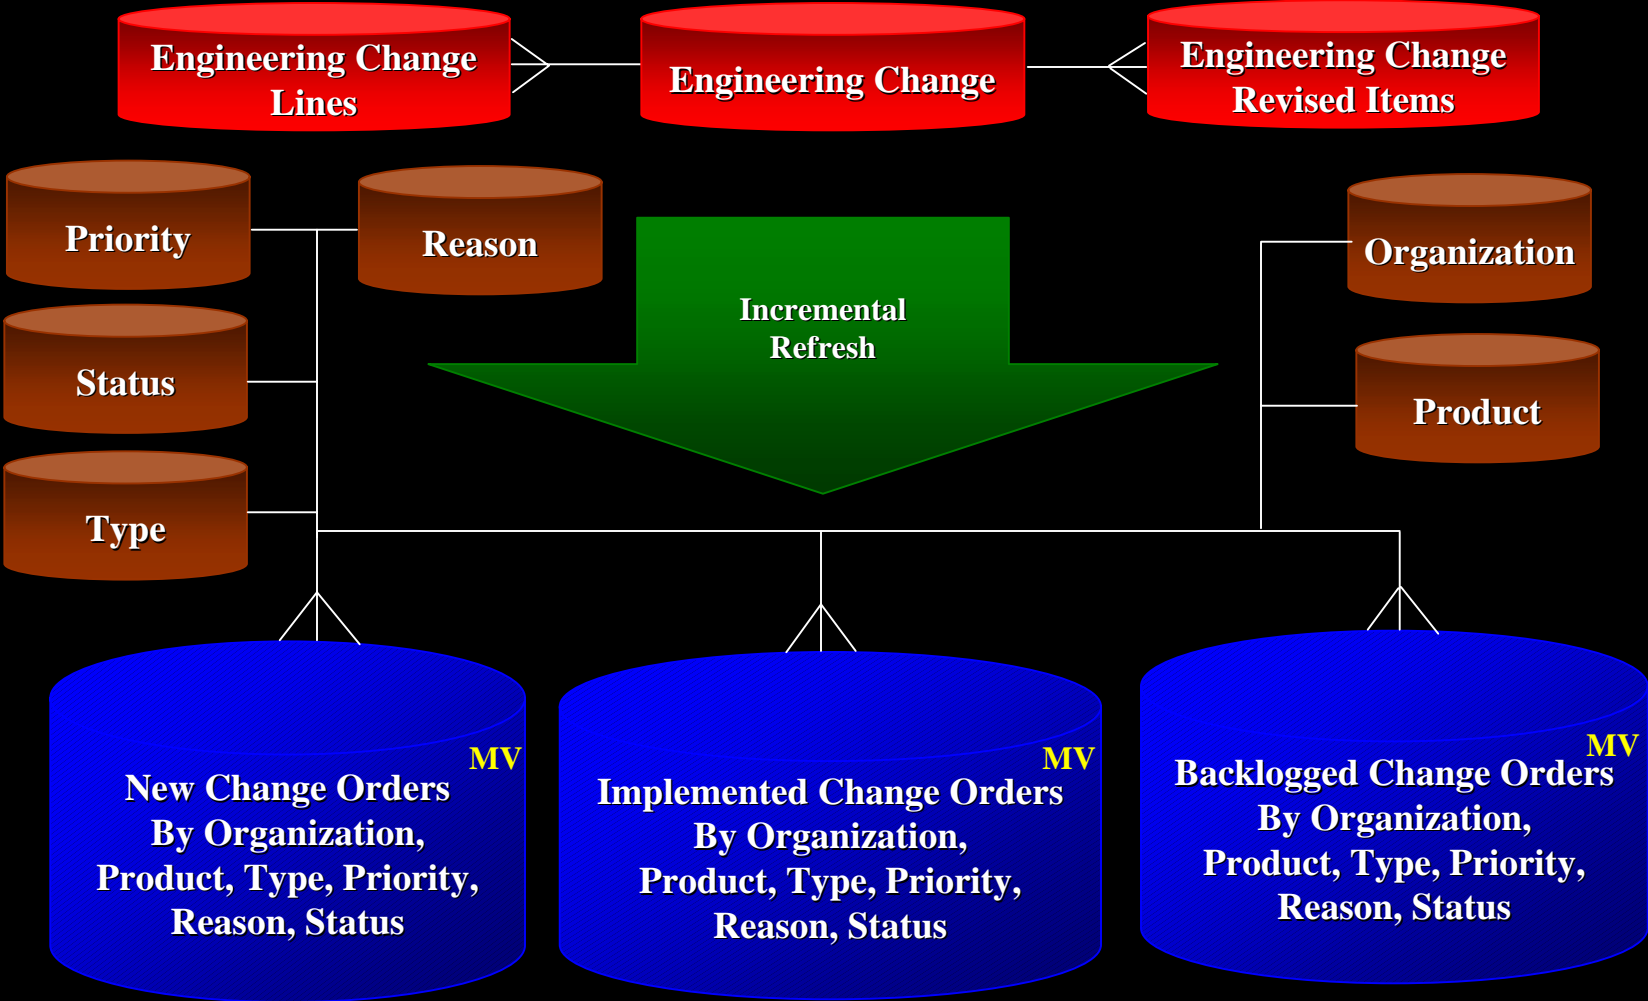 Engineering Change
Lines
Engineering Change
Engineering Change
Revised Items
Priority
Reason
Organization
Incremental
Refresh
Status
Product
Type
MV
New Change Orders
By Organization,
Product, Type, Priority,
Reason, Status
MV
Implemented Change Orders
By Organization,
Product, Type, Priority,
Reason, Status
MV
Backlogged Change Orders
By Organization,
Product, Type, Priority,
Reason, Status